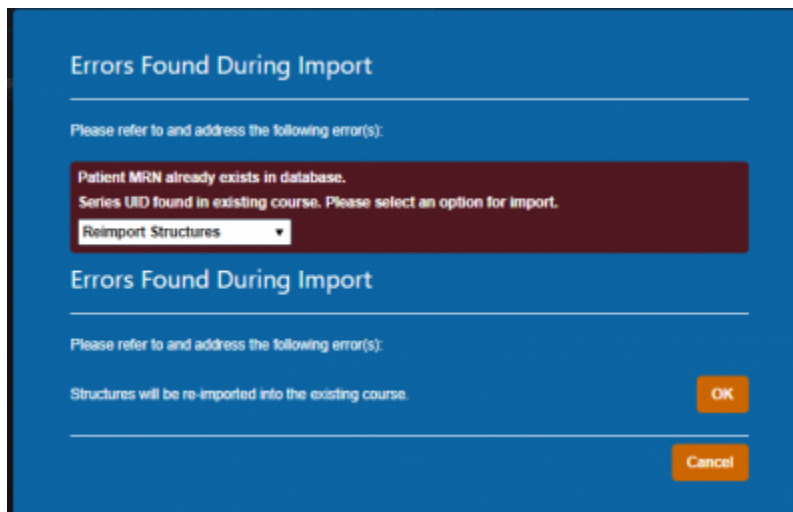 Errors Found During Import
Please refer to and address the following error(s):
Patient MRN already exists in database.
Series UID found in existing course. Please select an option for import.
Reimport Structures
Errors Found During Import
Please refer to and address the following error(s):
Structures will be re-imported into the existing course.
OK
Cancel